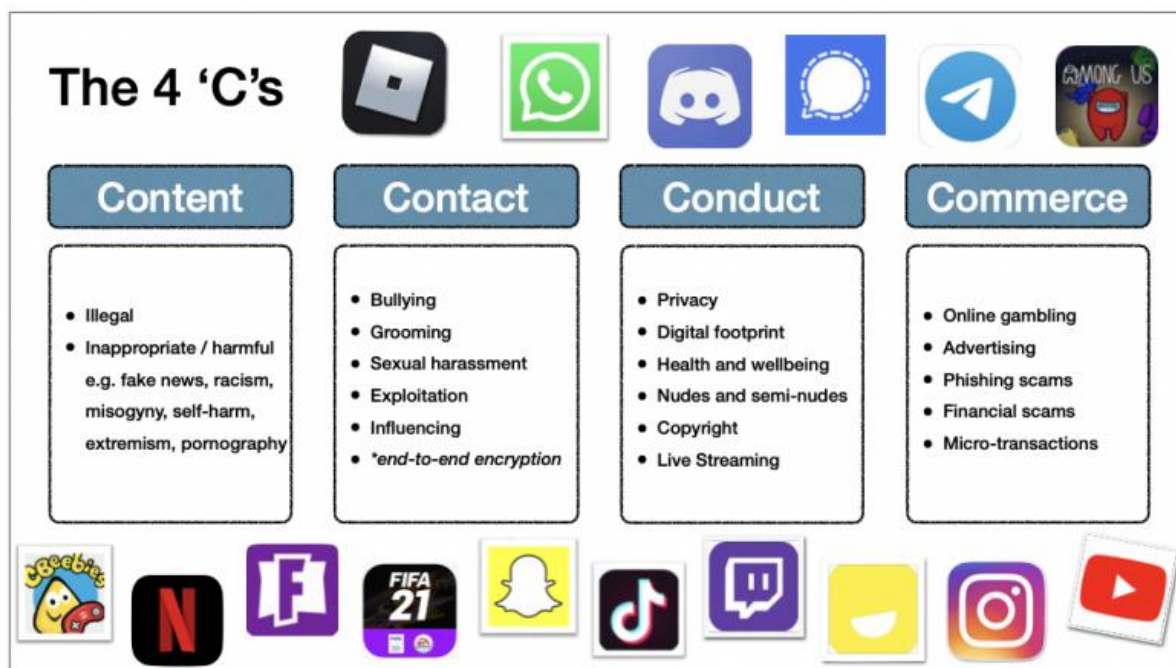 The 4 ‘C’s
AMONG US
Content
Contact
Conduct
Commerce
• Illegal
• Inappropriate / harmful
e.g. fake news, racism,
misogyny, self-harm,
extremism, pornography
• Bullying
• Grooming
• Sexual harassment
• Exploitation
• Influencing
• *end-to-end encryption
• Privacy
• Digital footprint
• Health and wellbeing
• Nudes and semi-nudes
• Copyright
• Live Streaming
• Online gambling
• Advertising
• Phishing scams
• Financial scams
• Micro-transactions
CBeebies
N
F
FIFA
21